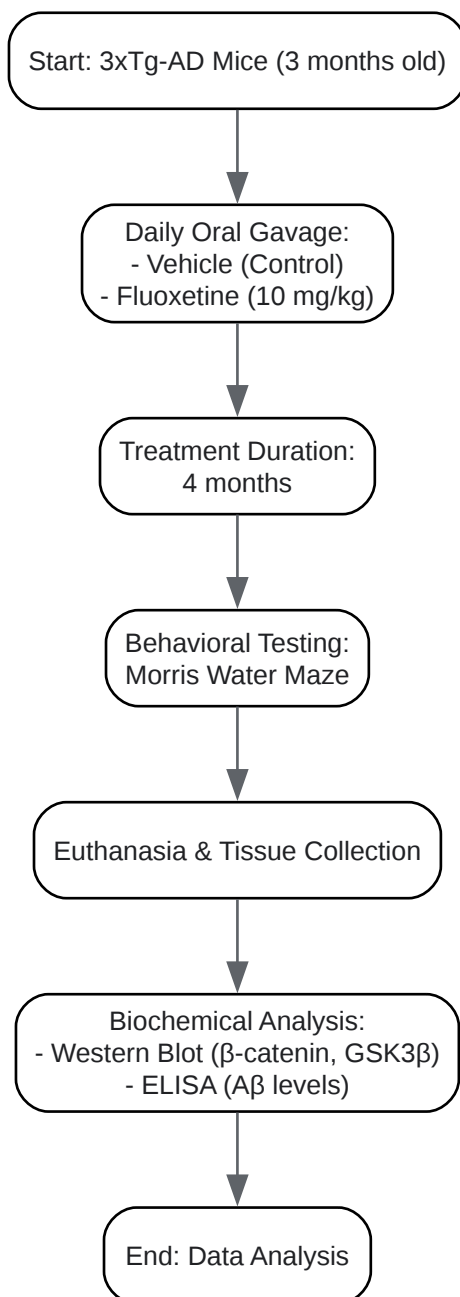 Start: 3xTg-AD Mice (3 months old)
Daily Oral Gavage:
- Vehicle (Control)
- Fluoxetine (10 mg/kg)
Treatment Duration:
4 months
Behavioral Testing:
Morris Water Maze
Euthanasia & Tissue Collection
Biochemical Analysis:
- Western Blot (β-catenin, GSK3β)
- ELISA (Aβ levels)
End: Data Analysis